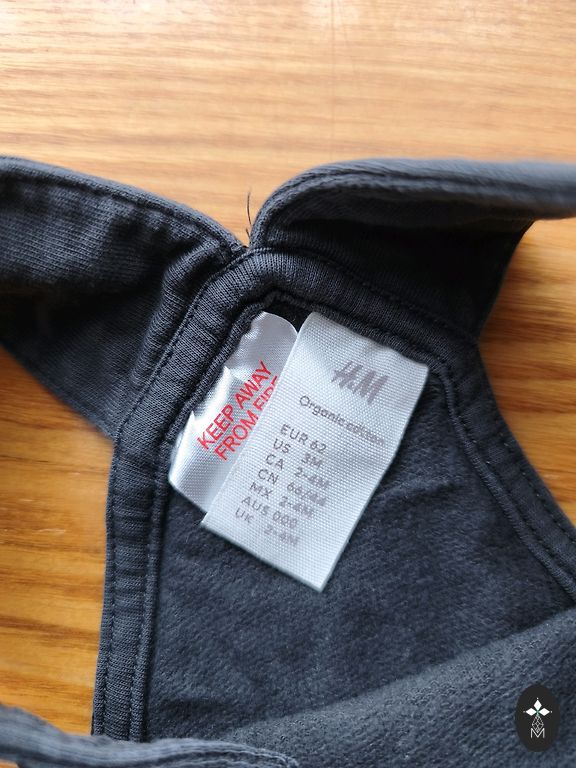 KEEP AWAY
FROM FIRE
H&M
Organic cotton
EUR 62
US 3M
CA 2-4M
CN 66/44
MX 2-4M
AUS 000
UK 2-4M
M